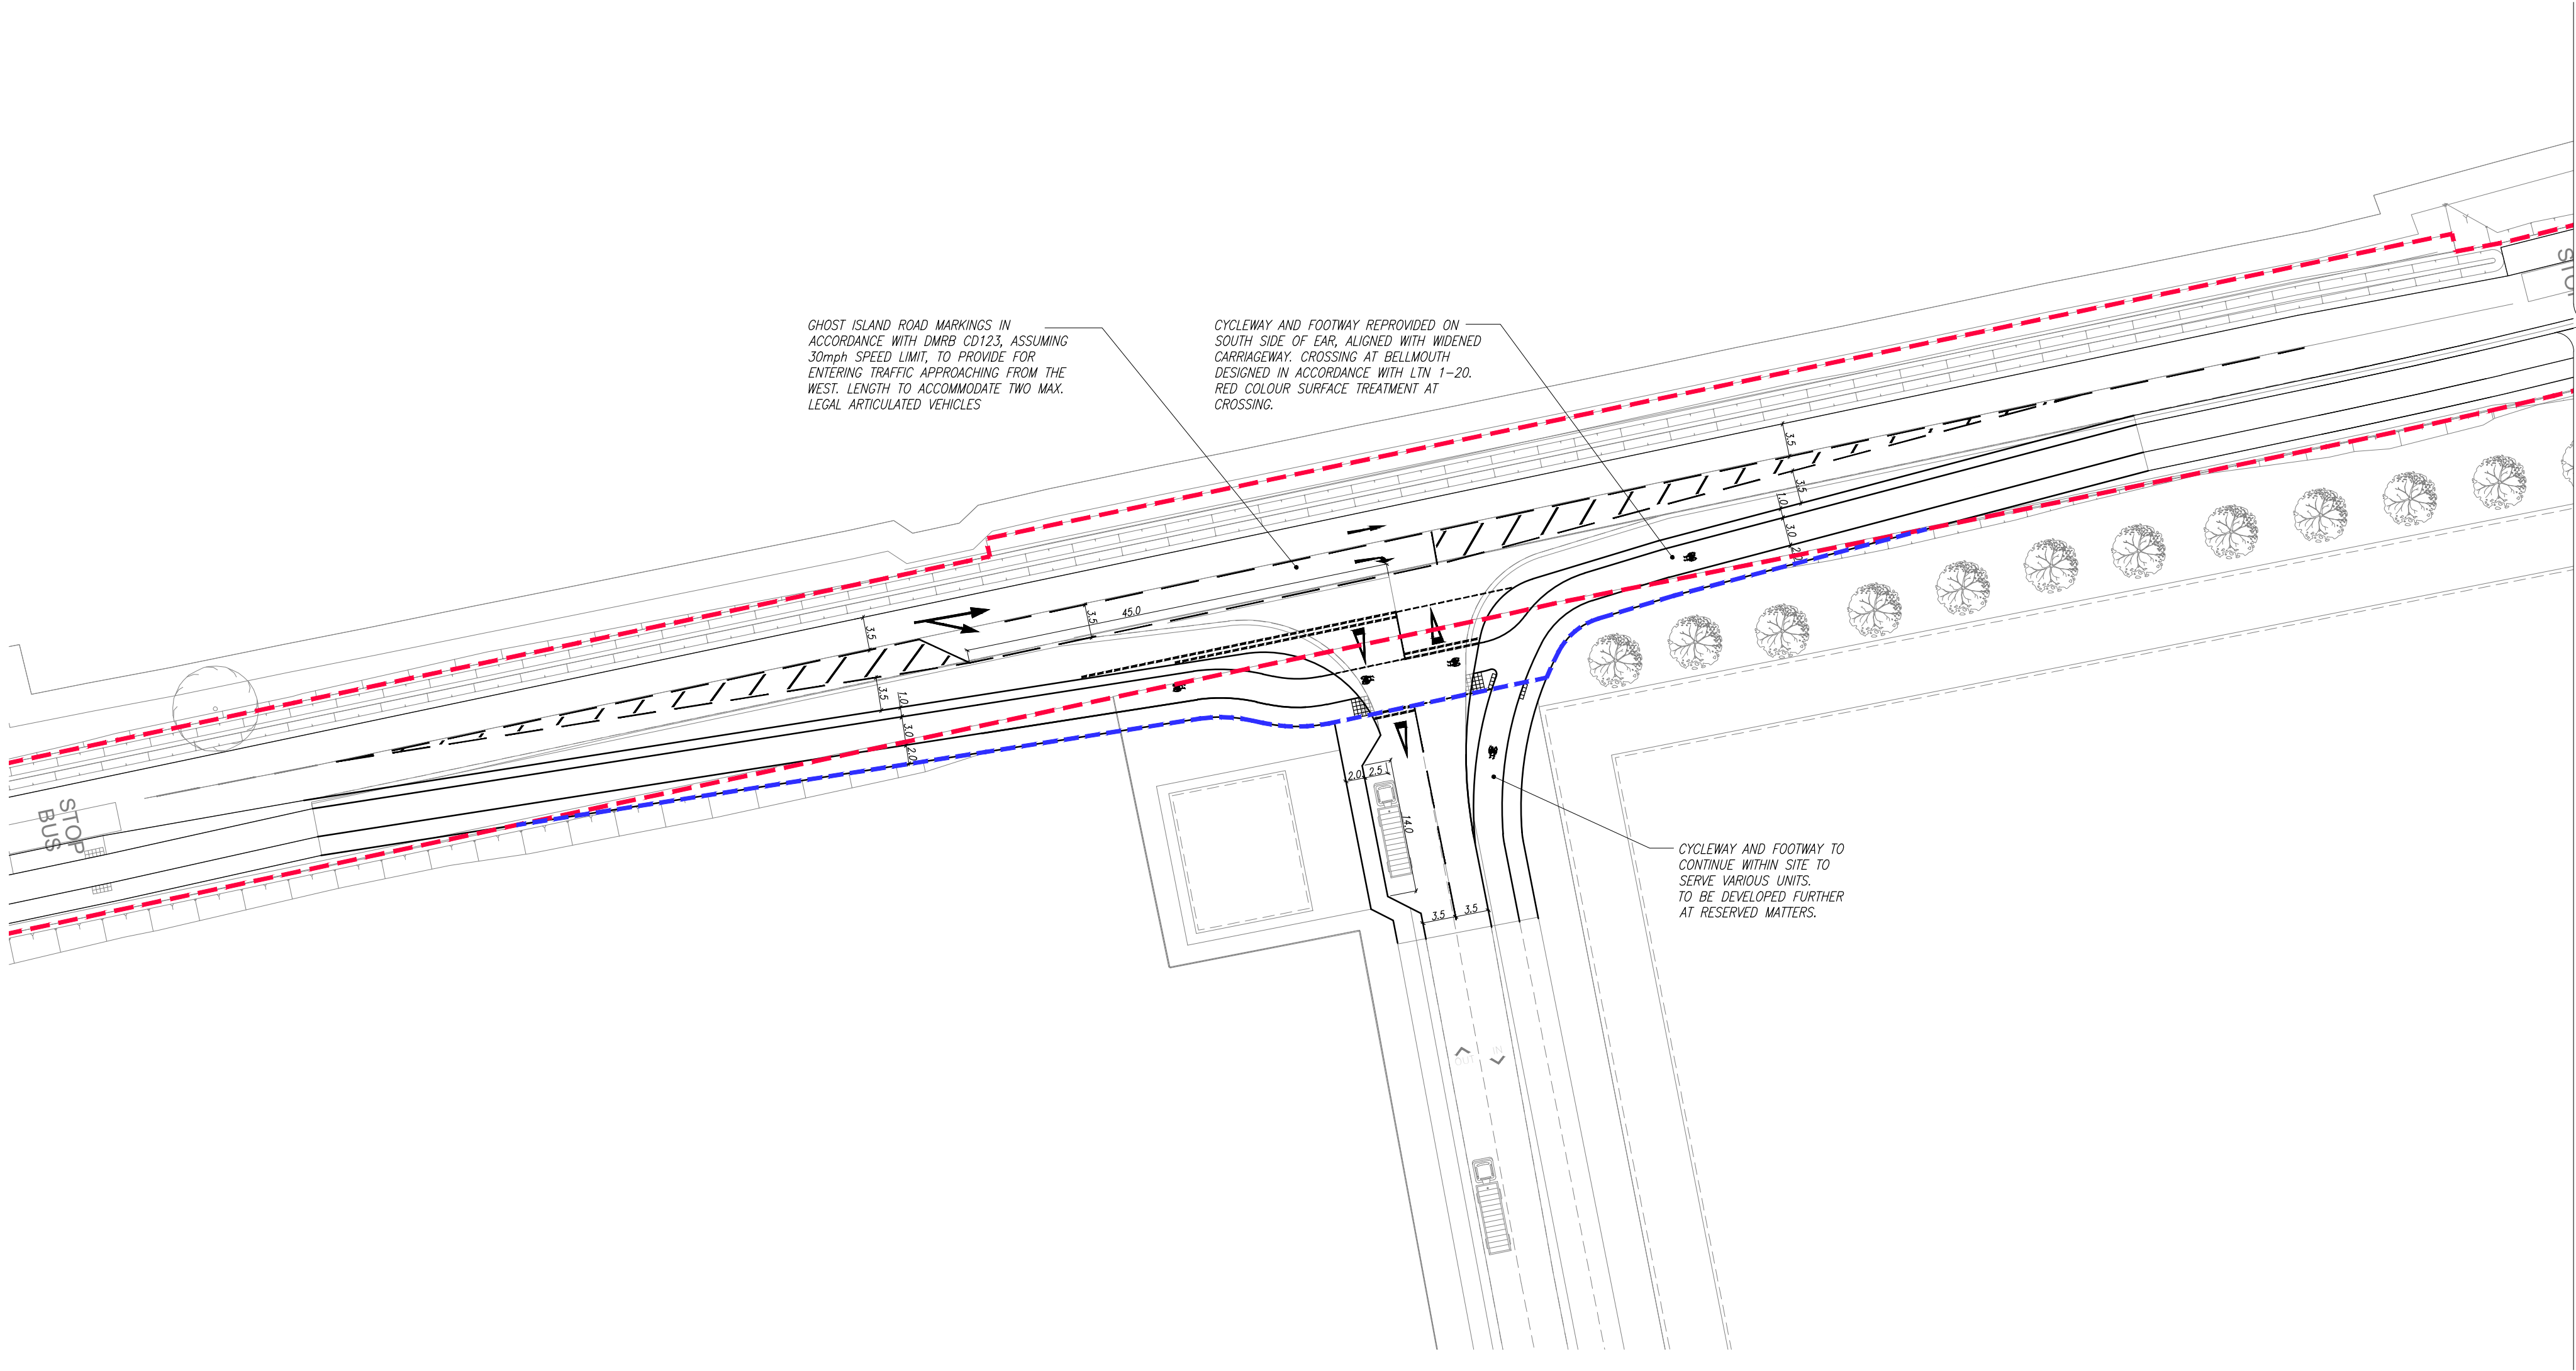 GHOST ISLAND ROAD MARKINGS IN
ACCORDANCE WITH DMRB CD123, ASSUMING
30mph SPEED LIMIT, TO PROVIDE FOR
ENTERING TRAFFIC APPROACHING FROM THE
WEST. LENGTH TO ACCOMMODATE TWO MAX.
LEGAL ARTICULATED VEHICLES
CYCLEWAY AND FOOTWAY REPROVIDED ON
SOUTH SIDE OF EAR, ALIGNED WITH WIDENED
CARRIAGEWAY. CROSSING AT BELLMOUTH
DESIGNED IN ACCORDANCE WITH LTN 1-20.
RED COLOUR SURFACE TREATMENT AT
CROSSING.
3.5
3.5
1.0
3.0
2.0
3.5
45.0
3.5
3.5
1.0
3.0
STOP
BUS
2.0
2.5
14.0
3.5
3.5
CYCLEWAY AND FOOTWAY TO
CONTINUE WITHIN SITE TO
SERVE VARIOUS UNITS.
TO BE DEVELOPED FURTHER
AT RESERVED MATTERS.
OUT
IN